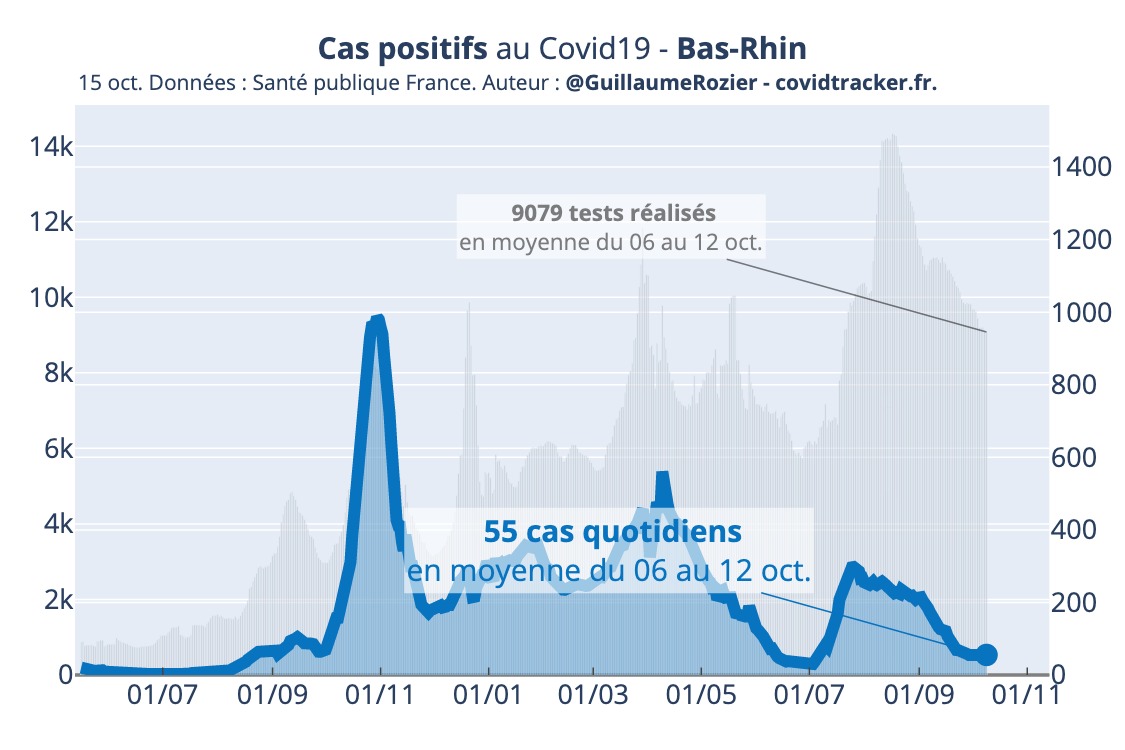 Cas positifs au Covid19 - Bas-Rhin
15 oct. Données : Santé publique France. Auteur : @GuillaumeRozier - covidtracker.fr.
14k
12k
10k
8k
6k
4k
2k
0
1400
1200
1000
800
600
400
200
0
9079 tests réalisés
en moyenne du 06 au 12 oct.
55 cas quotidiens
en moyenne du 06 au 12 oct.
01/07 01/09 01/11 01/01 01/03 01/05 01/07 01/09 01/11